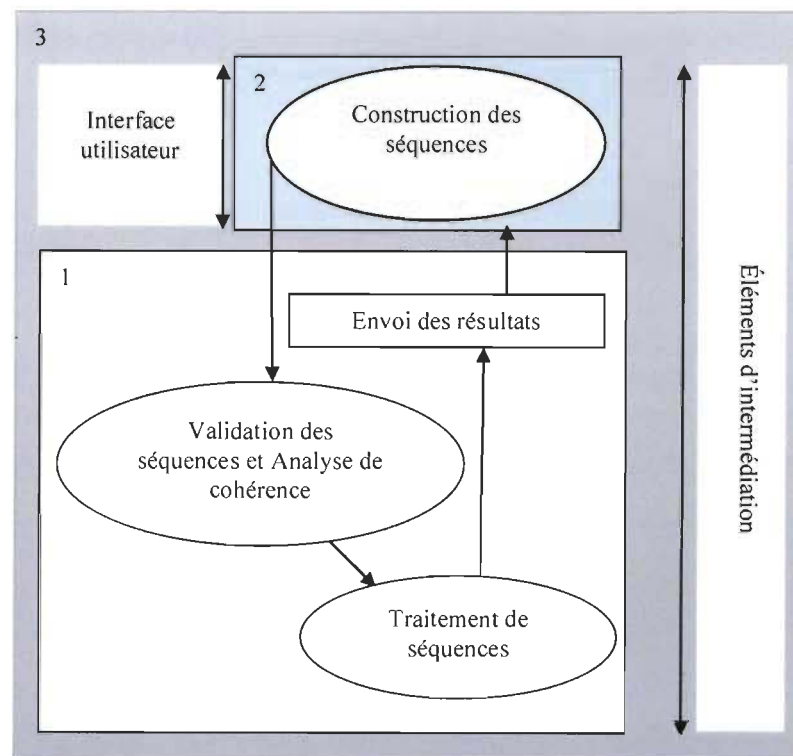 3
Interface
utilisateur
2
Construction des
séquences
1
Envoi des résultats
Validation des
séquences et Analyse de
cohérence
Traitement de
séquences
Éléments d'intermédiation